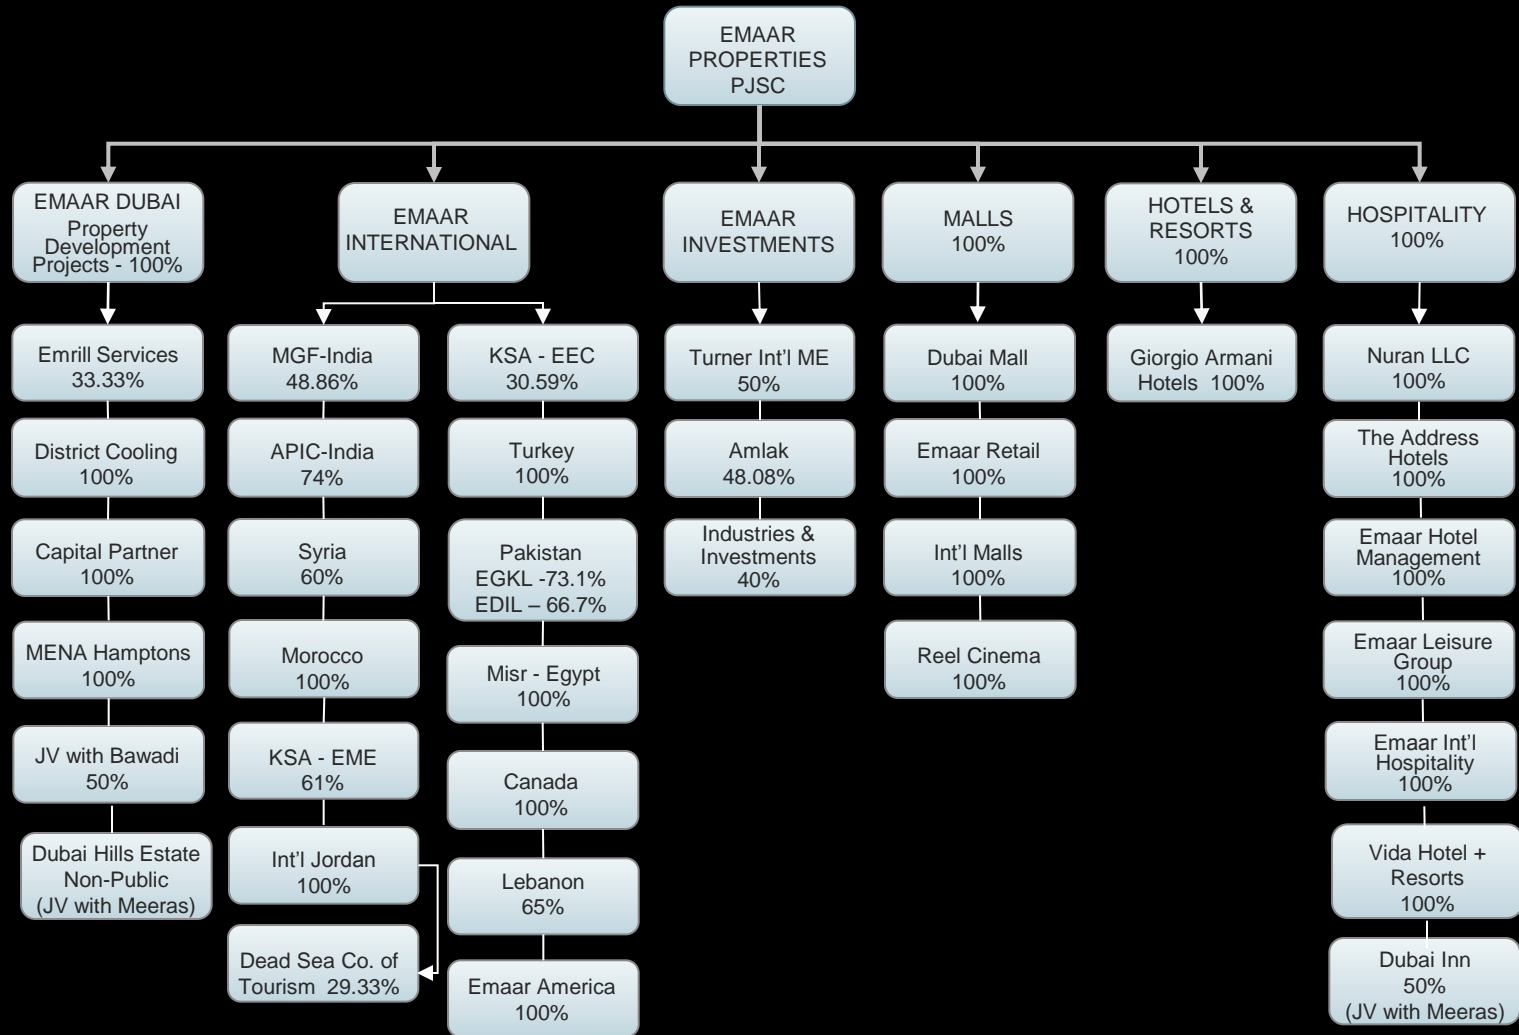 EMAAR
PROPERTIES
PJSC
EMAAR DUBAI
Property
Development
Projects - 100%
EMAAR
INTERNATIONAL
EMAAR
INVESTMENTS
MALLS
100%
HOTELS &
RESORTS
100%
HOSPITALITY
100%
Emrill Services
33.33%
District Cooling
100%
Capital Partner
100%
MENA Hamptons
100%
JV with Bawadi
50%
Dubai Hills Estate
Non-Public
(JV with Meeras)
MGF-India
48.86%
APIC-India
74%
Syria
60%
Morocco
100%
KSA - EME
61%
Int'l Jordan
100%
Dead Sea Co. of
Tourism 29.33%
KSA - EEC
30.59%
Turkey
100%
Pakistan
EGKL -73.1%
EDIL – 66.7%
Misr - Egypt
100%
Canada
100%
Lebanon
65%
Emaar America
100%
Turner Int'l ME
50%
Amlak
48.08%
Industries &
Investments
40%
Dubai Mall
100%
Emaar Retail
100%
Int'l Malls
100%
Reel Cinema
100%
Giorgio Armani
Hotels 100%
Nuran LLC
100%
The Address
Hotels
100%
Emaar Hotel
Management
100%
Emaar Leisure
Group
100%
Emaar Int'l
Hospitality
100%
Vida Hotel +
Resorts
100%
Dubai Inn
50%
(JV with Meeras)